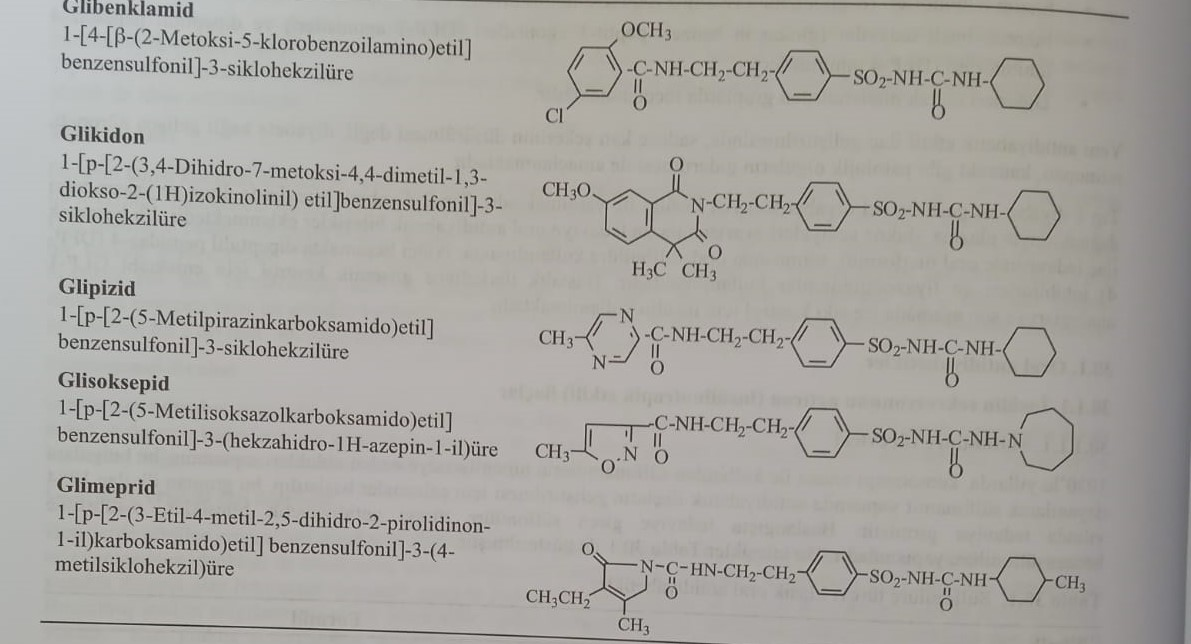 Glibenklamid
1-[4-[β-(2-Metoksi-5-klorobenzoilamino)etil]
benzensulfonil]-3-siklohekzilüre
OCH3
-C-NH-CH2-CH2-
SO2-NH-C-NH-
O
O
Cl
Glikidon
1-[p-[2-(3,4-Dihidro-7-metoksi-4,4-dimetil-1,3-
diokso-2-(1H)izokinolinil) etil]benzensulfonil]-3-
siklohekzilüre
O
CH3O
N-CH2-CH2-
SO2-NH-C-NH-
O
O
H3C CH3
Glipizid
1-[p-[2-(5-Metilpirazinkarboksamido)etil]
benzensulfonil]-3-siklohekzilüre
N
CH3-
-C-NH-CH2-CH2-
SO2-NH-C-NH-
N
O
O
Glisoksepid
1-[p-[2-(5-Metilisoksazolkarboksamido)etil]
benzensulfonil]-3-(hekzahidro-1H-azepin-1-il)üre
-C-NH-CH2-CH2-
SO2-NH-C-NH-N
CH3
O
N
O
O
Glimeprid
1-[p-[2-(3-Etil-4-metil-2,5-dihidro-2-pirolidinon-
1-il)karboksamido)etil] benzensulfonil]-3-(4-
metilsiklohekzil)üre
O
N-C-HN-CH2-CH2-
SO2-NH-C-NH-
CH3
O
O
CH3CH2
CH3